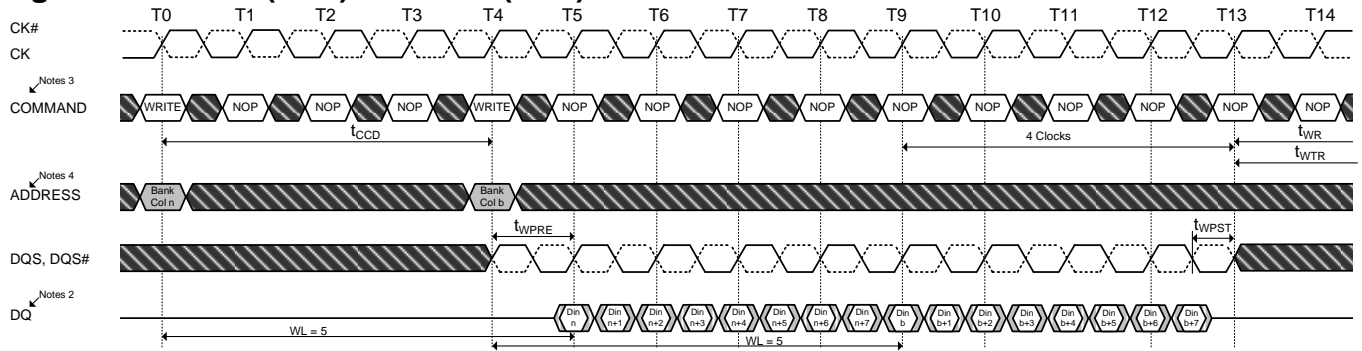 T0 T1 T2 T3 T4 T5 T6 T7 T8 T9 T10 T11 T12 T13 T14
CK#
CK
Notes 3
COMMAND WRITE NOP NOP NOP WRITE NOP NOP NOP NOP NOP NOP NOP NOP NOP NOP
tCCD 4 Clocks tWR
tWTR
Notes 4
ADDRESS Bank Col n Bank Col b
tWPRE tWPST
DQS, DQS#
Notes 2
DQ Din n Din n+1 Din n+2 Din n+3 Din n+4 Din n+5 Din n+6 Din n+7 Din b Din b+1 Din b+2 Din b+3 Din b+4 Din b+5 Din b+6 Din b+7
WL = 5 WL = 5